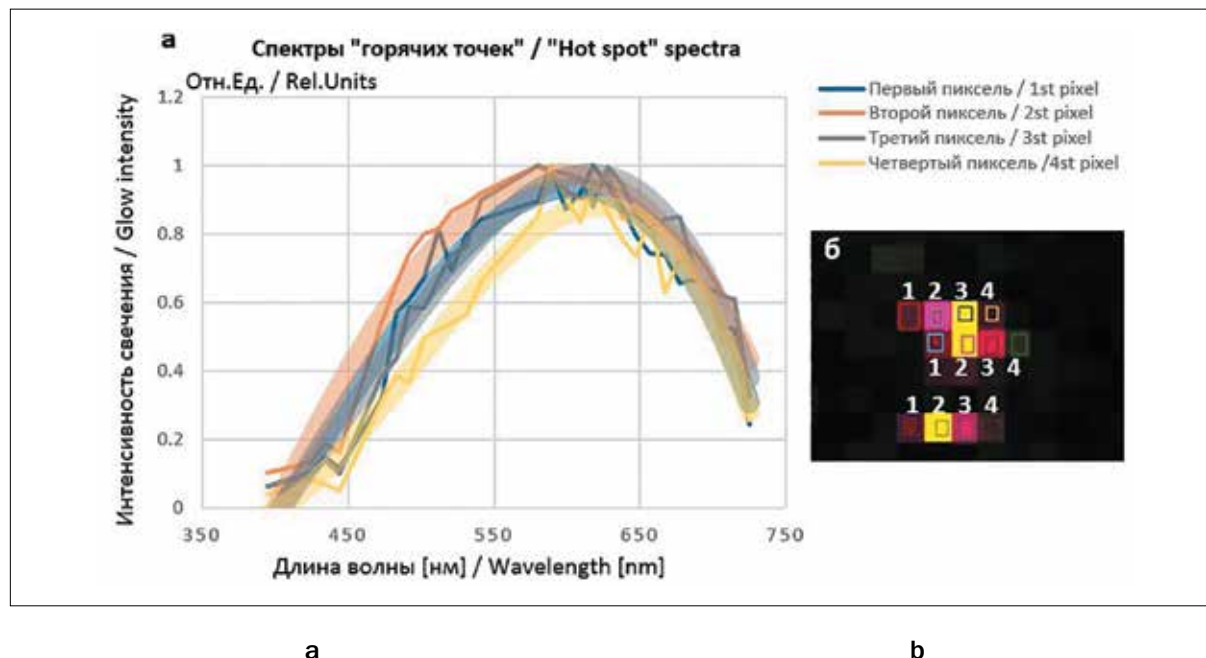 а
Спектры "горячих точек" / "Hot spot" spectra
Отн.Ед. / Rel.Units
Интенсивность свечения / Glow intensity
1.2
1
0.8
0.6
0.4
0.2
0
350 450 550 650 750
Длина волны [нм] / Wavelength [nm]
Первый пиксель / 1st pixel
Второй пиксель / 2st pixel
Третий пиксель / 3st pixel
Четвертый пиксель /4st pixel
б
1 2 3 4
1 2 3 4
1 2 3 4
a b